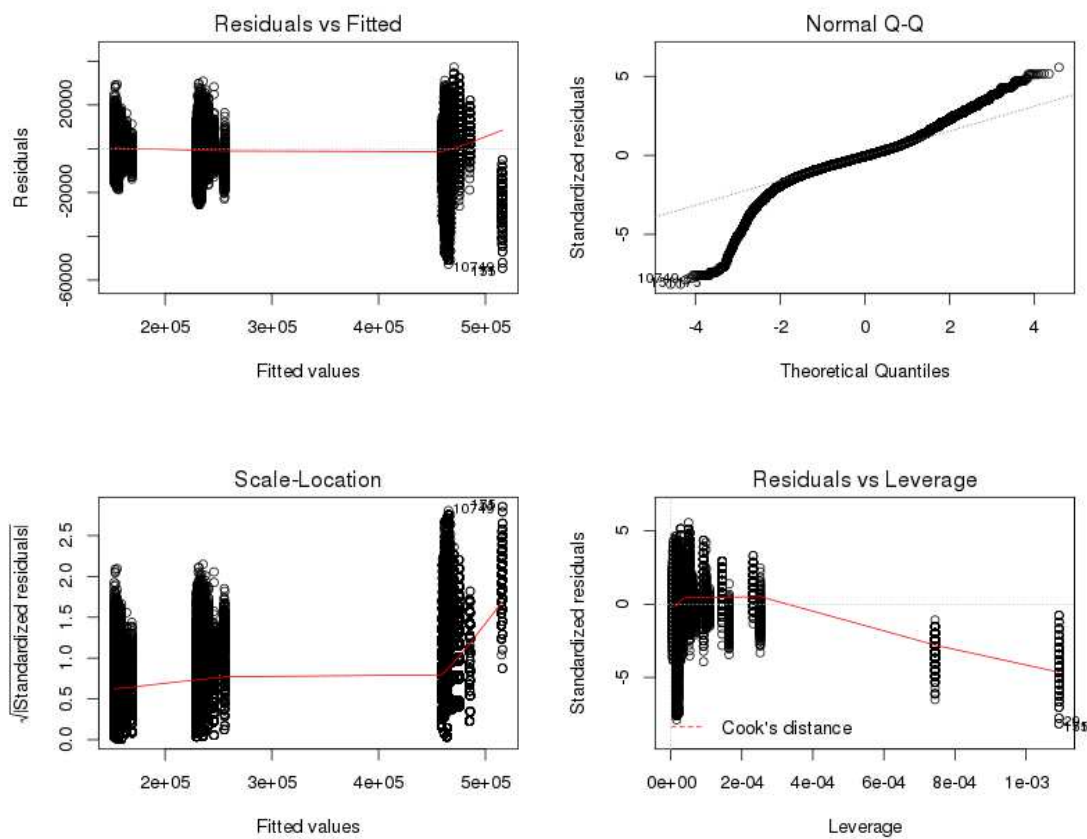 Residuals vs Fitted
Residuals
20000
0
-20000
-60000
10749
2e+05
3e+05
4e+05
5e+05
Fitted values
Normal Q-Q
Standardized residuals
5
0
-5
10749
-4
-2
0
2
4
Theoretical Quantiles
Scale-Location
√|Standardized residuals|
2.5
2.0
1.5
1.0
0.5
0.0
10749
2e+05
3e+05
4e+05
5e+05
Fitted values
Residuals vs Leverage
Standardized residuals
5
0
-5
Cook's distance
0e+00
2e-04
4e-04
6e-04
8e-04
1e-03
Leverage